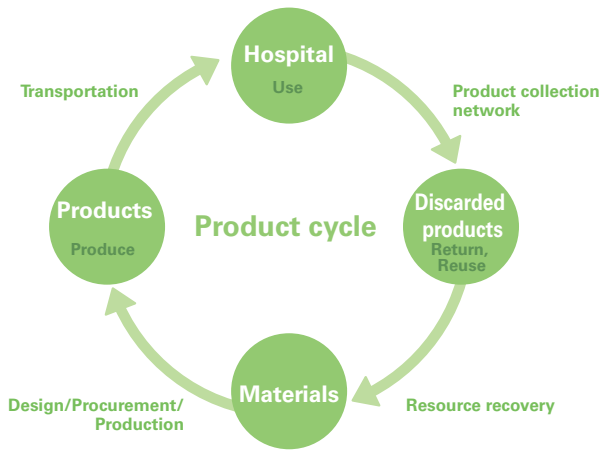 Hospital
Use
Transportation
Product collection
network
Products
Produce
Product cycle
Discarded
products
Return,
Reuse
Materials
Design/Procurement/
Production
Resource recovery